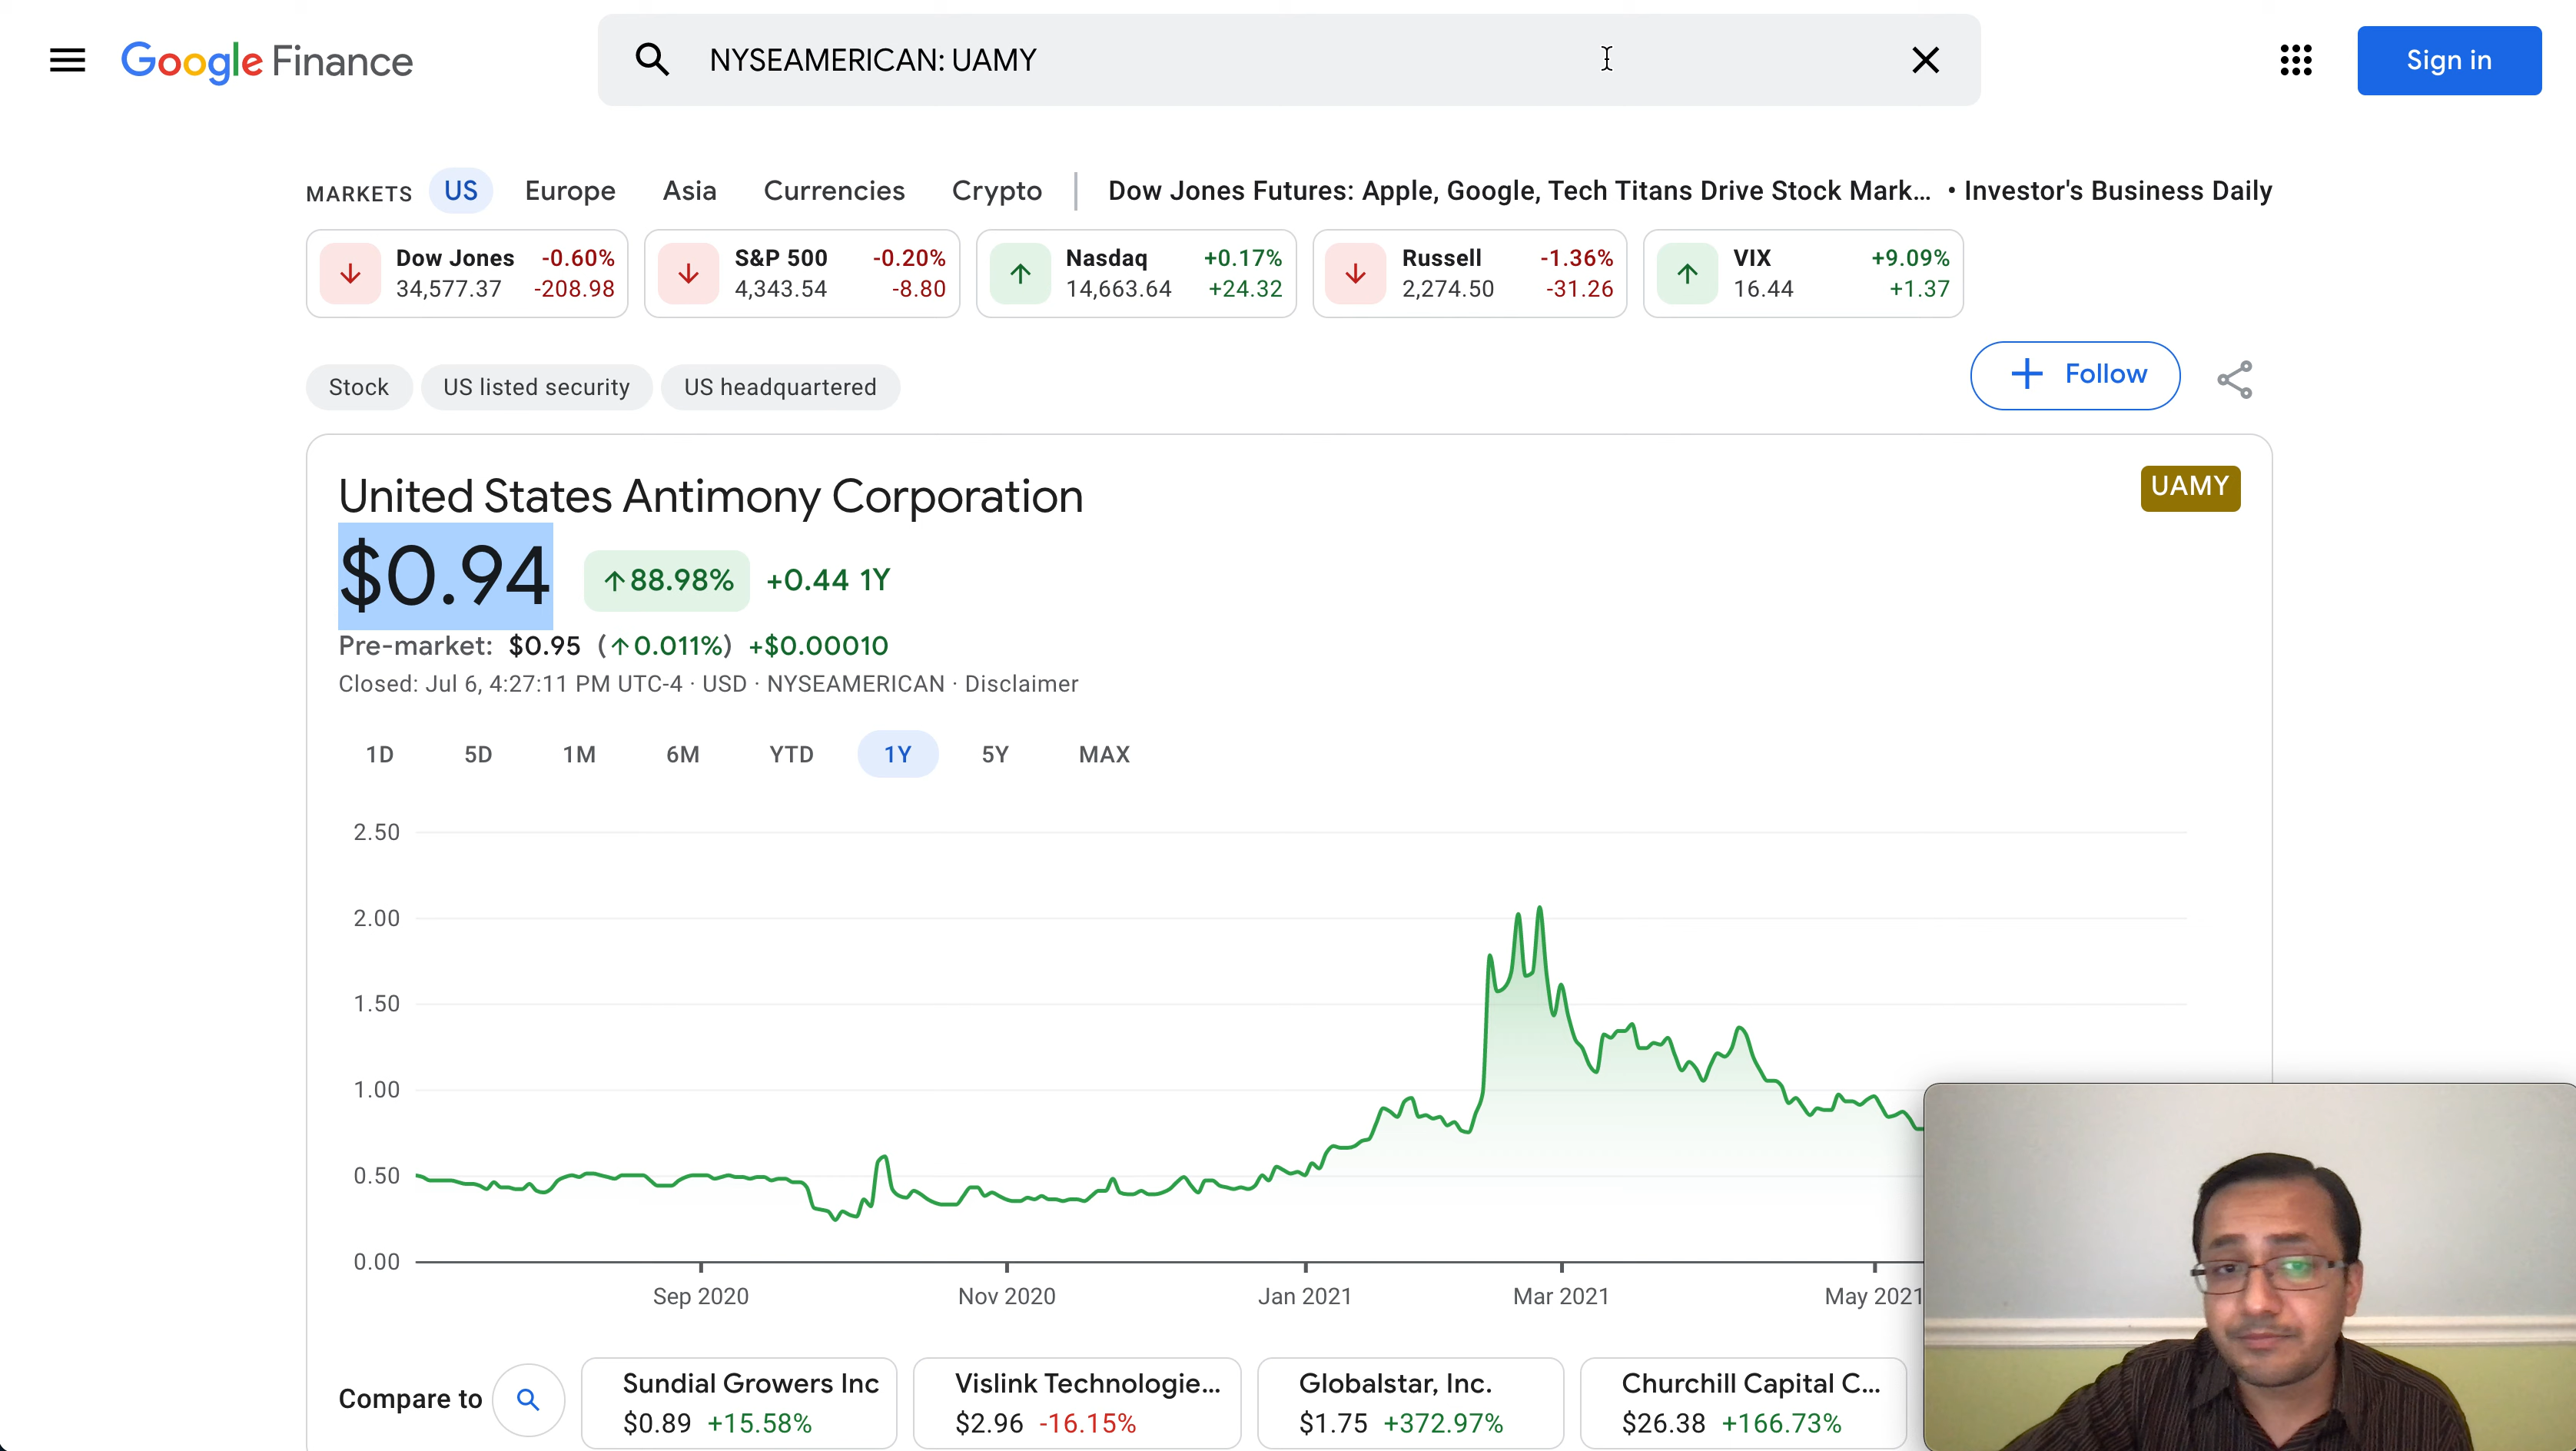 Google Finance
NYSEAMERICAN: UAMY
Sign in
MARKETS US Europe Asia Currencies Crypto Dow Jones Futures: Apple, Google, Tech Titans Drive Stock Mark... • Investor's Business Daily
Dow Jones -0.60%
34,577.37 -208.98
S&P 500 -0.20%
4,343.54 -8.80
Nasdaq +0.17%
14,663.64 +24.32
Russell -1.36%
2,274.50 -31.26
VIX +9.09%
16.44 +1.37
Stock US listed security US headquartered
+ Follow
United States Antimony Corporation
UAMY
$0.94 ↑88.98% +0.44 1Y
Pre-market: $0.95 (↑0.011%) +$0.00010
Closed: Jul 6, 4:27:11 PM UTC-4 · USD · NYSEAMERICAN · Disclaimer
1D 5D 1M 6M YTD 1Y 5Y MAX
2.50
2.00
1.50
1.00
0.50
0.00
Sep 2020 Nov 2020 Jan 2021 Mar 2021 May 2021
Compare to
Sundial Growers Inc
$0.89 +15.58%
Vislink Technologie...
$2.96 -16.15%
Globalstar, Inc.
$1.75 +372.97%
Churchill Capital C...
$26.38 +166.73%